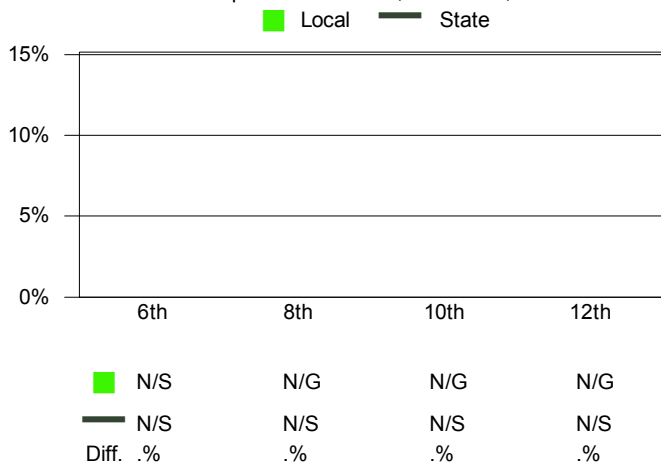 Local State
15%
10%
5%
0%
6th 8th 10th 12th
N/S N/G N/G N/G
N/S N/S N/S N/S
Diff. .% .% .% .%